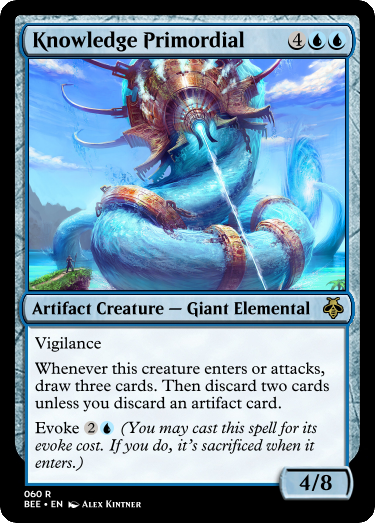 Knowledge Primordial 4
Artifact Creature — Giant Elemental
Vigilance
Whenever this creature enters or attacks,
draw three cards. Then discard two cards
unless you discard an artifact card.
Evoke 2 (You may cast this spell for its
evoke cost. If you do, it's sacrificed when it
enters.)
4/8
060 R
BEE • EN Alex Kintner